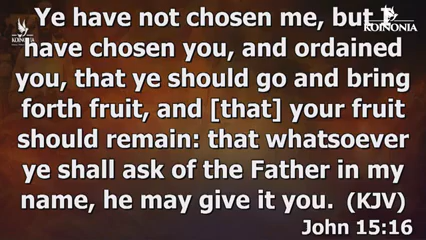 Ye have not chosen me, but I
have chosen you, and ordained
you, that ye should go and bring
forth fruit, and [that] your fruit
should remain: that whatsoever
ye shall ask of the Father in my
name, he may give it you. (KJV)
John 15:16
KOINONIA
KOINONIA